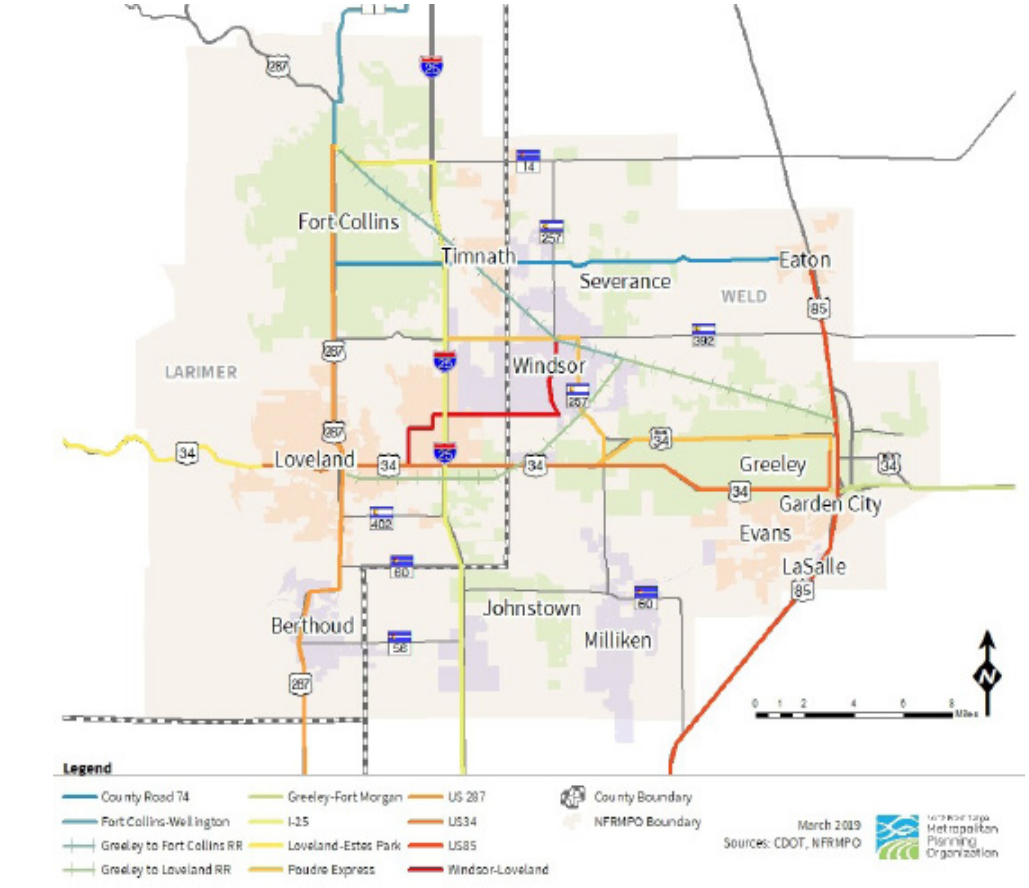 287
25
14
257
Fort Collins
Timnath
Eaton
Severance
WELD
85
287
392
25
Windsor
LARIMER
257
287
34
34
Loveland
34
25
34
Greeley
34
34
Garden City
402
Evans
60
LaSalle
85
60
Johnstown
Berthoud
56
Milliken
287
N
0 1 2 4 6 8
Miles
Legend
County Road 74
Greeley-Fort Morgan
US 287
County Boundary
Fort Collins-Wellington
I-25
US34
NFRMPO Boundary
Greeley to Fort Collins RR
Loveland-Estes Park
US85
Greeley to Loveland RR
Poudre Express
Windsor-Loveland
March 2019
Sources: CDOT, NFRMPO
Metropolitan
Planning
Organization